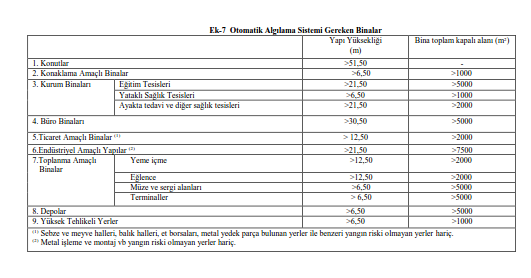 Ek-7 Otomatik Algılama Sistemi Gereken Binalar
Yapı Yüksekliği (m) Bina toplam kapalı alanı (m²)
1. Konutlar >51,50 -
2. Konaklama Amaçlı Binalar >6,50 >1000
3. Kurum Binaları Eğitim Tesisleri >21,50 >5000
Yataklı Sağlık Tesisleri >6,50 >1000
Ayakta tedavi ve diğer sağlık tesisleri >21,50 >2000
4. Büro Binaları >30,50 >5000
5.Ticaret Amaçlı Binalar (1) > 12,50 >2000
6.Endüstriyel Amaçlı Yapılar (2) >21,50 >7500
7.Toplanma Amaçlı Binalar Yeme içme >12,50 >2000
Eğlence >12,50 >2000
Müze ve sergi alanları >6,50 >5000
Terminaller > 6,50 >5000
8. Depolar >6,50 >5000
9. Yüksek Tehlikeli Yerler >6,50 >1000
(1) Sebze ve meyve halleri, balık halleri, et borsaları, metal yedek parça bulunan yerler ile benzeri yangın riski olmayan yerler hariç.
(2) Metal işleme ve montaj vb yangın riski olmayan yerler hariç.